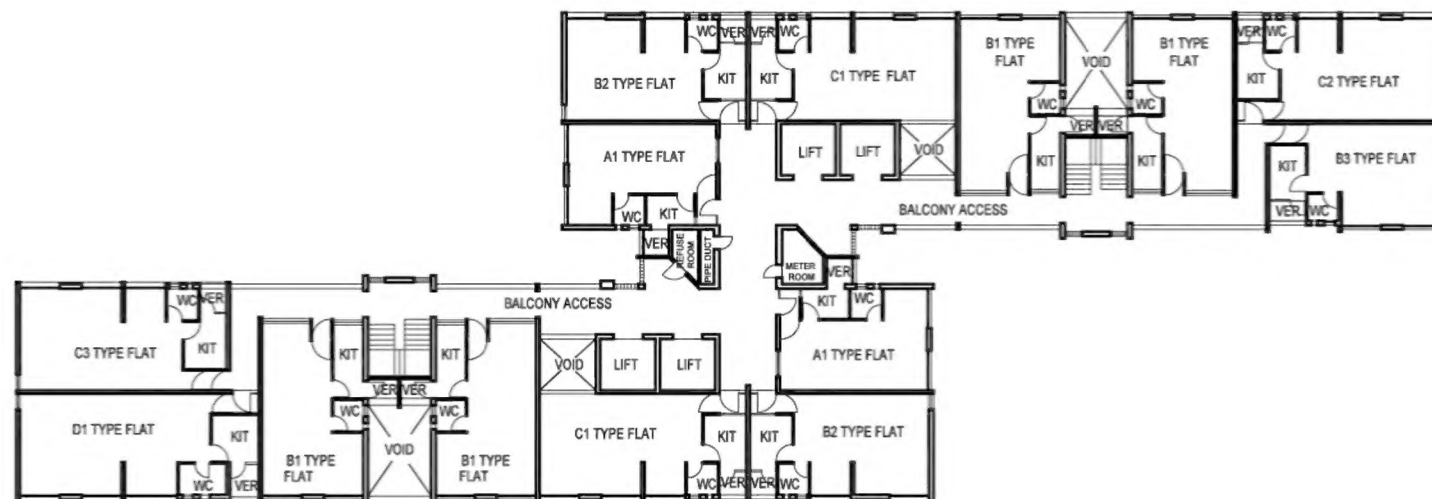 WC
VER
VER
WC
B2 TYPE FLAT
KIT
KIT
C1 TYPE FLAT
B1 TYPE
FLAT
VOID
B1 TYPE
FLAT
VER
WC
KIT
C2 TYPE FLAT
WC
WC
VER
VER
A1 TYPE FLAT
LIFT
LIFT
VOID
KIT
KIT
KIT
B3 TYPE FLAT
WC
KIT
BALCONY ACCESS
VER
WC
VER
REFUSE
ROOM
PIPE DUCT
METER
ROOM
VER
WC
VER
BALCONY ACCESS
KIT
WC
C3 TYPE FLAT
KIT
KIT
KIT
VOID
LIFT
LIFT
A1 TYPE FLAT
VER
VER
WC
WC
D1 TYPE FLAT
KIT
VOID
C1 TYPE FLAT
KIT
KIT
B2 TYPE FLAT
B1 TYPE
FLAT
B1 TYPE
FLAT
WC
VER
WC
VER
VER
WC